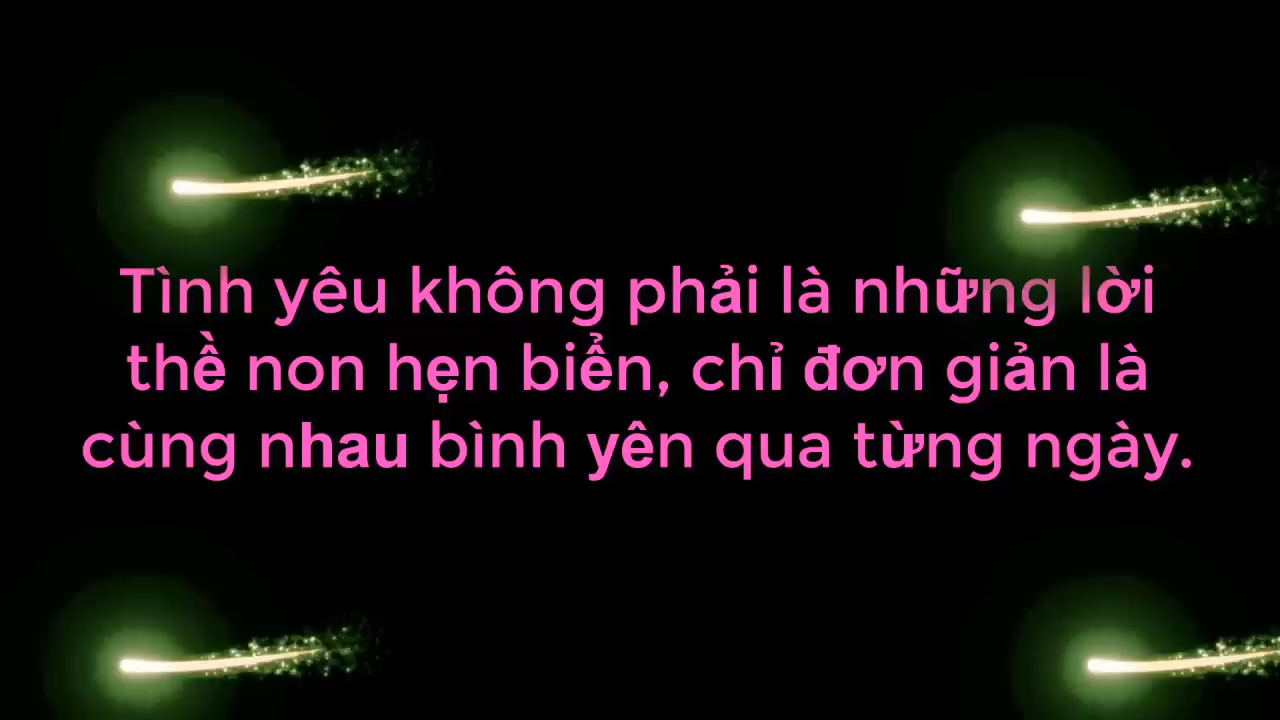 Tình yêu không phải là những lời
thề non hẹn biển, chỉ đơn giản là
cùng nhau bình yên qua từng ngày.